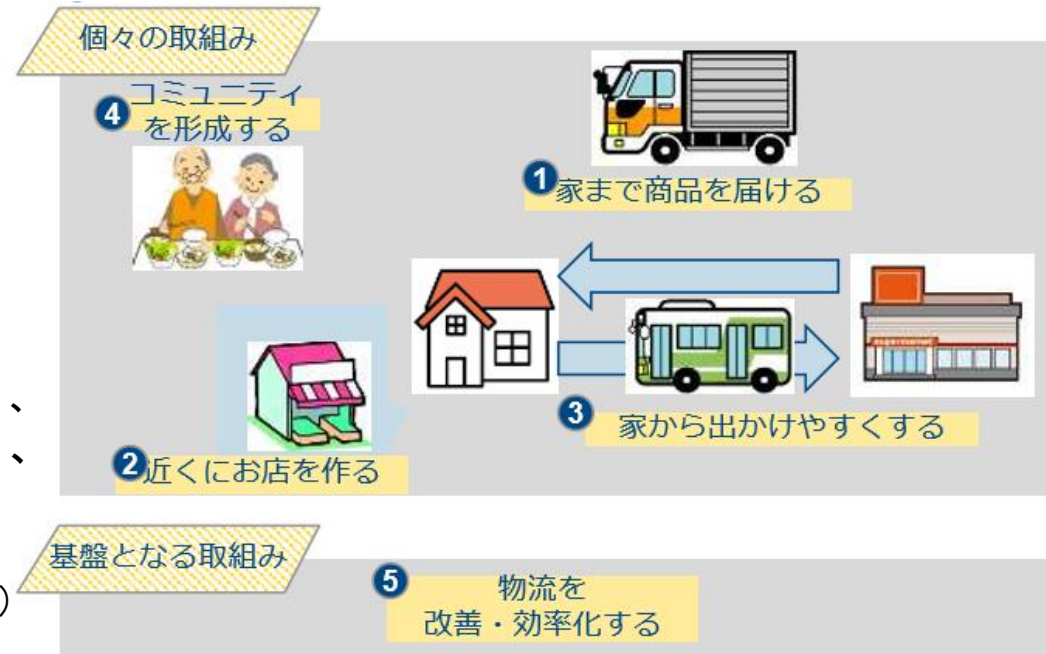 個々の取組み
4 コミュニティ
を形成する
1 家まで商品を届ける
3 家から出かけやすくする
2 近くにお店を作る
、
、
基盤となる取組み
)
5 物流を
改善・効率化する